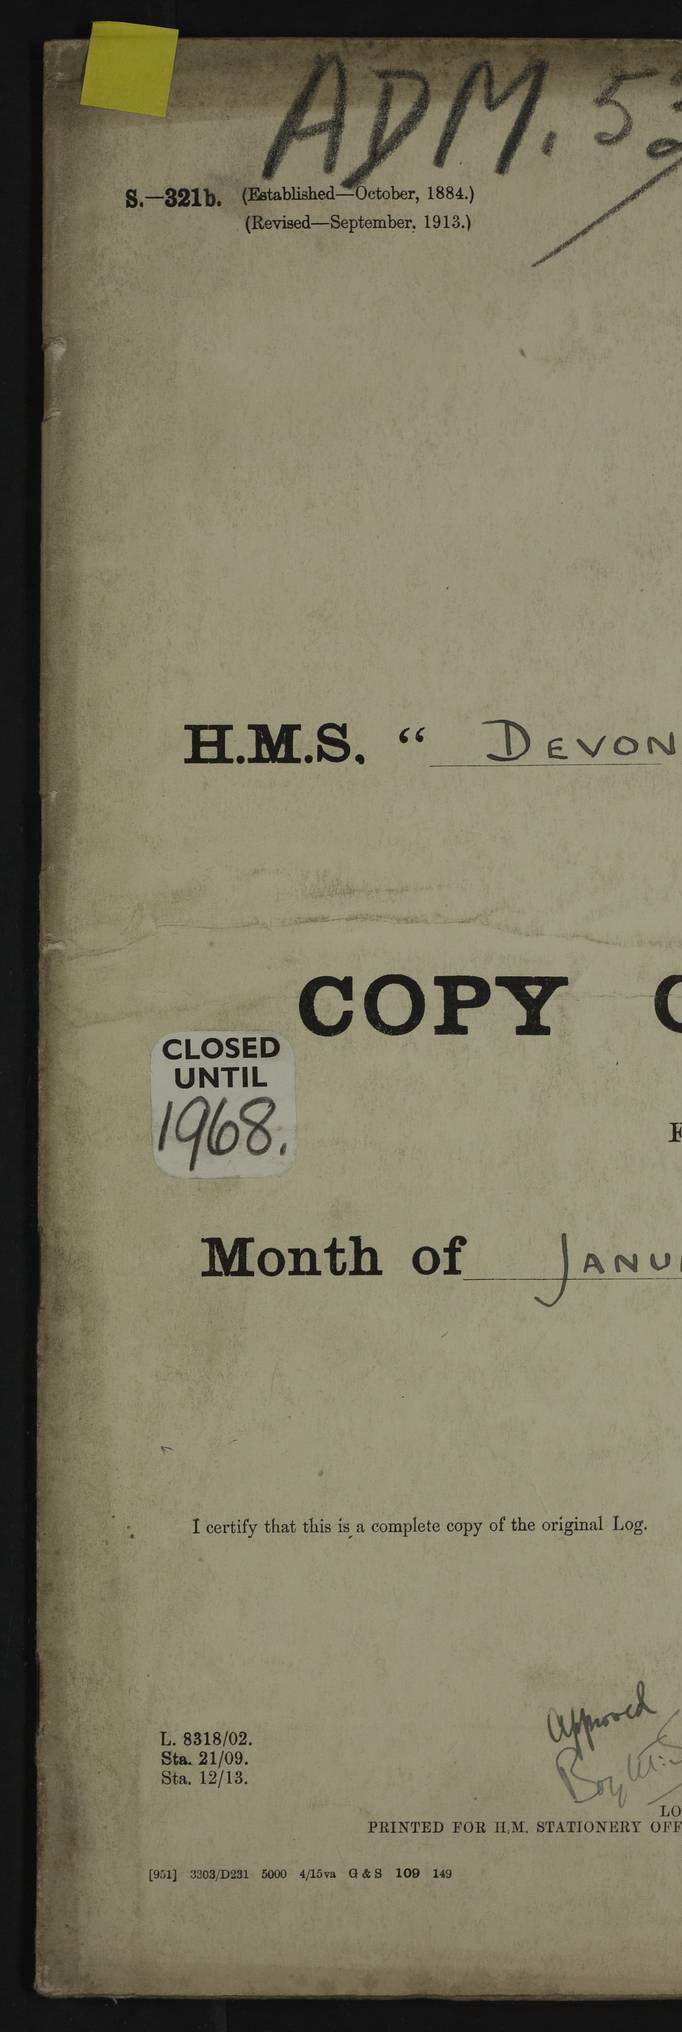 ADM. 53
S.—321b. (Established—October, 1884.)
(Revised—September, 1913.)
H.M.S. “ DEVON
COPY
CLOSED
UNTIL
1968.
Month of JANU
I certify that this is a complete copy of the original Log.
Approved
L. 8318/02.
Sta. 21/09.
Sta. 12/13.
LO
PRINTED FOR H.M. STATIONERY OFF
[951] 3303/D231 5000 4/15va G & S 109 149